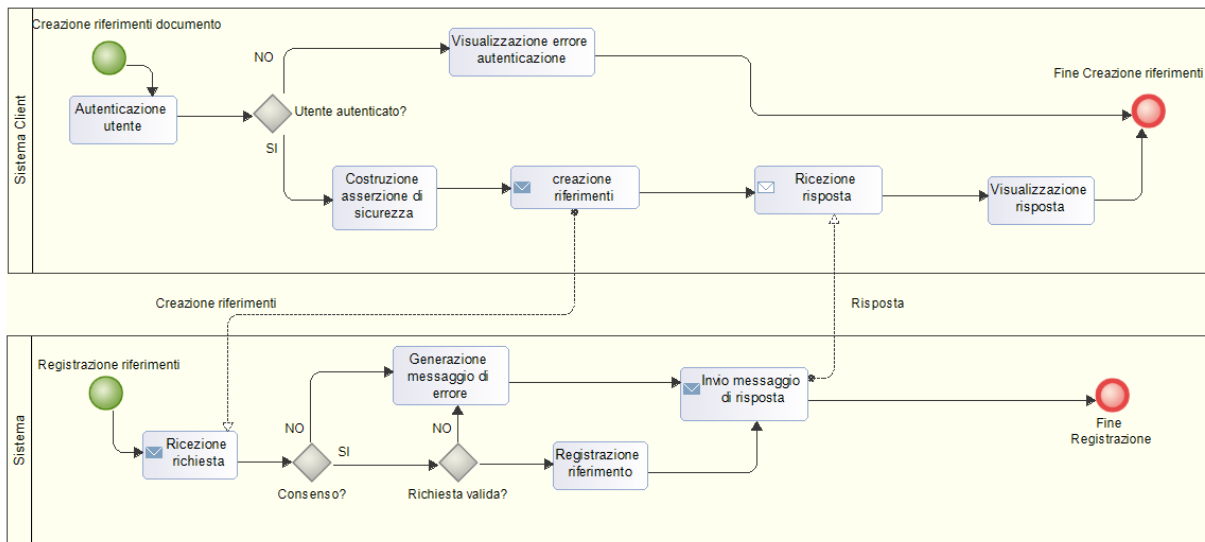 Creazione riferimenti documento
NO
Visualizzazione errore
autenticazione
Fine Creazione riferimenti
Autenticazione
utente
Utente autenticato?
Sistema Client
SI
Costruzione
asserzione di
sicurezza
creazione
riferimenti
Ricezione
risposta
Visualizzazione
risposta
Creazione riferimenti
Risposta
Registrazione riferimenti
Generazione
messaggio di
errore
Invio messaggio
di risposta
Sistema
NO
NO
Fine
Registrazione
Ricezione
richiesta
SI
Registrazione
riferimento
Consenso?
Richiesta valida?